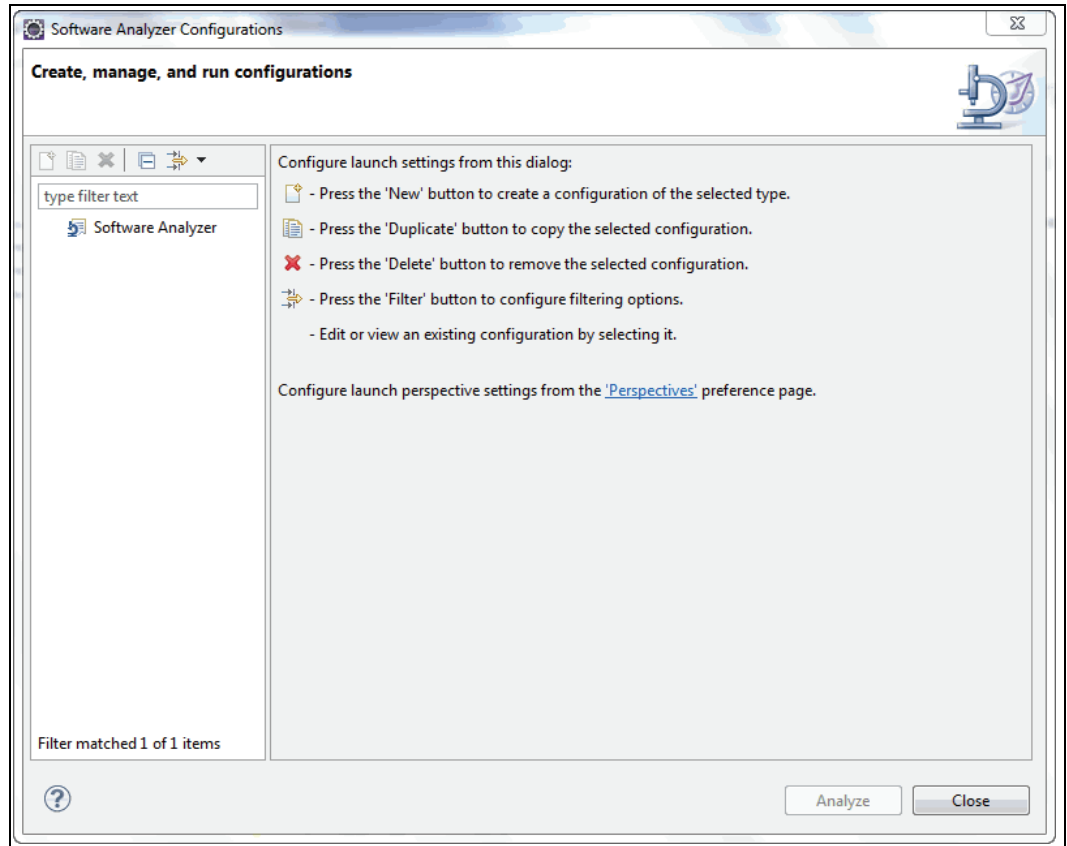 Software Analyzer Configurations
Create, manage, and run configurations
type filter text
Software Analyzer
Filter matched 1 of 1 items
Configure launch settings from this dialog:
- Press the 'New' button to create a configuration of the selected type.
- Press the 'Duplicate' button to copy the selected configuration.
- Press the 'Delete' button to remove the selected configuration.
- Press the 'Filter' button to configure filtering options.
- Edit or view an existing configuration by selecting it.
Configure launch perspective settings from the 'Perspectives' preference page.
?
Analyze
Close